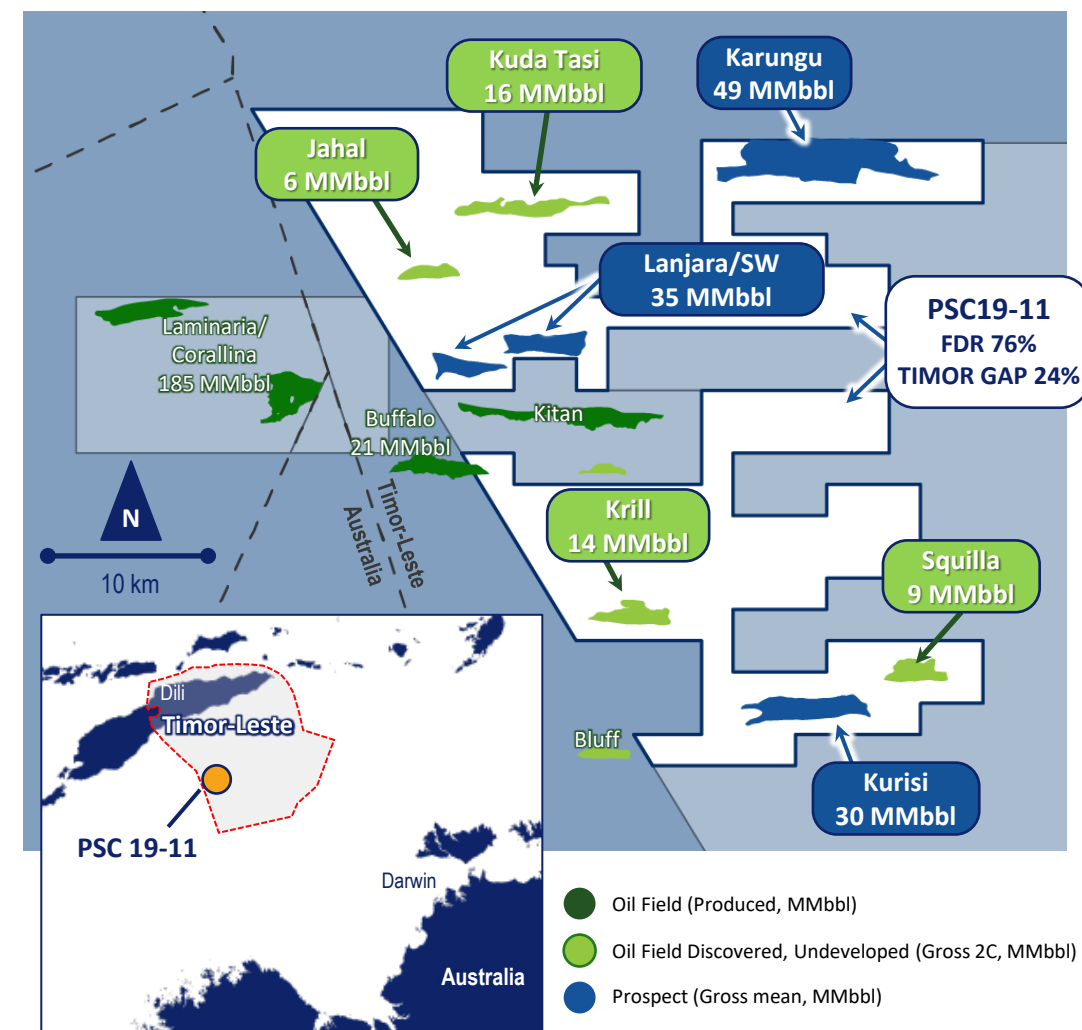 Kuda Tasi
16 MMbbl
Karungu
49 MMbbl
Jahal
6 MMbbl
Lanjara/SW
35 MMbbl
PSC19-11
FDR 76%
TIMOR GAP 24%
Laminaria/
Corallina
185 MMbbl
Buffalo
21 MMbbl
Kitan
Timor-Leste
Australia
N
10 km
Krill
14 MMbbl
Squilla
9 MMbbl
Bluff
Kurisi
30 MMbbl
Dili
Timor-Leste
PSC 19-11
Darwin
Australia
Oil Field (Produced, MMbbl)
Oil Field Discovered, Undeveloped (Gross 2C, MMbbl)
Prospect (Gross mean, MMbbl)